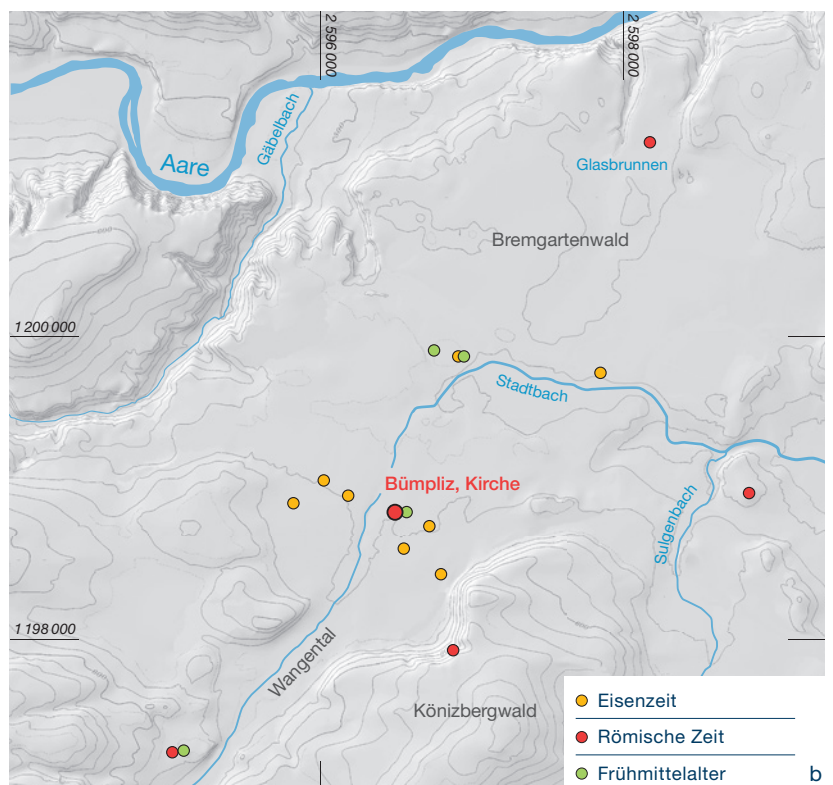 2 596 000
2 598 000
Gäbelbach
Aare
Glasbrunnen
Bremgartenwald
1 200 000
Stadtbach
Bümpliz, Kirche
Sulgenbach
1 198 000
Wangental
Könizbergwald
Eisenzeit
Römische Zeit
Frühmittelalter
b